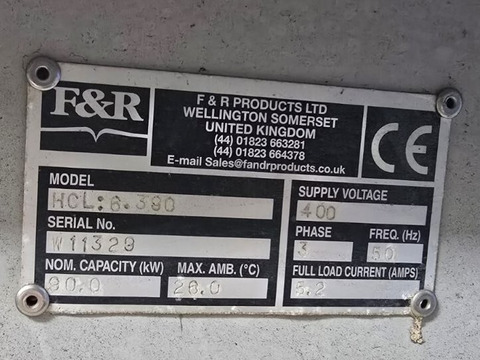 F&R
F & R PRODUCTS LTD
WELLINGTON SOMERSET
UNITED KINGDOM
(44) 01823 663281
(44) 01823 664378
E-mail Sales@fandrproducts.co.uk
CE
MODEL
HCL:6.390
SERIAL No.
W11329
NOM. CAPACITY (kW)
90.0
MAX. AMB. (°C)
26.0
SUPPLY VOLTAGE
400
PHASE
3
FREQ. (Hz)
50
FULL LOAD CURRENT (AMPS)
5.2